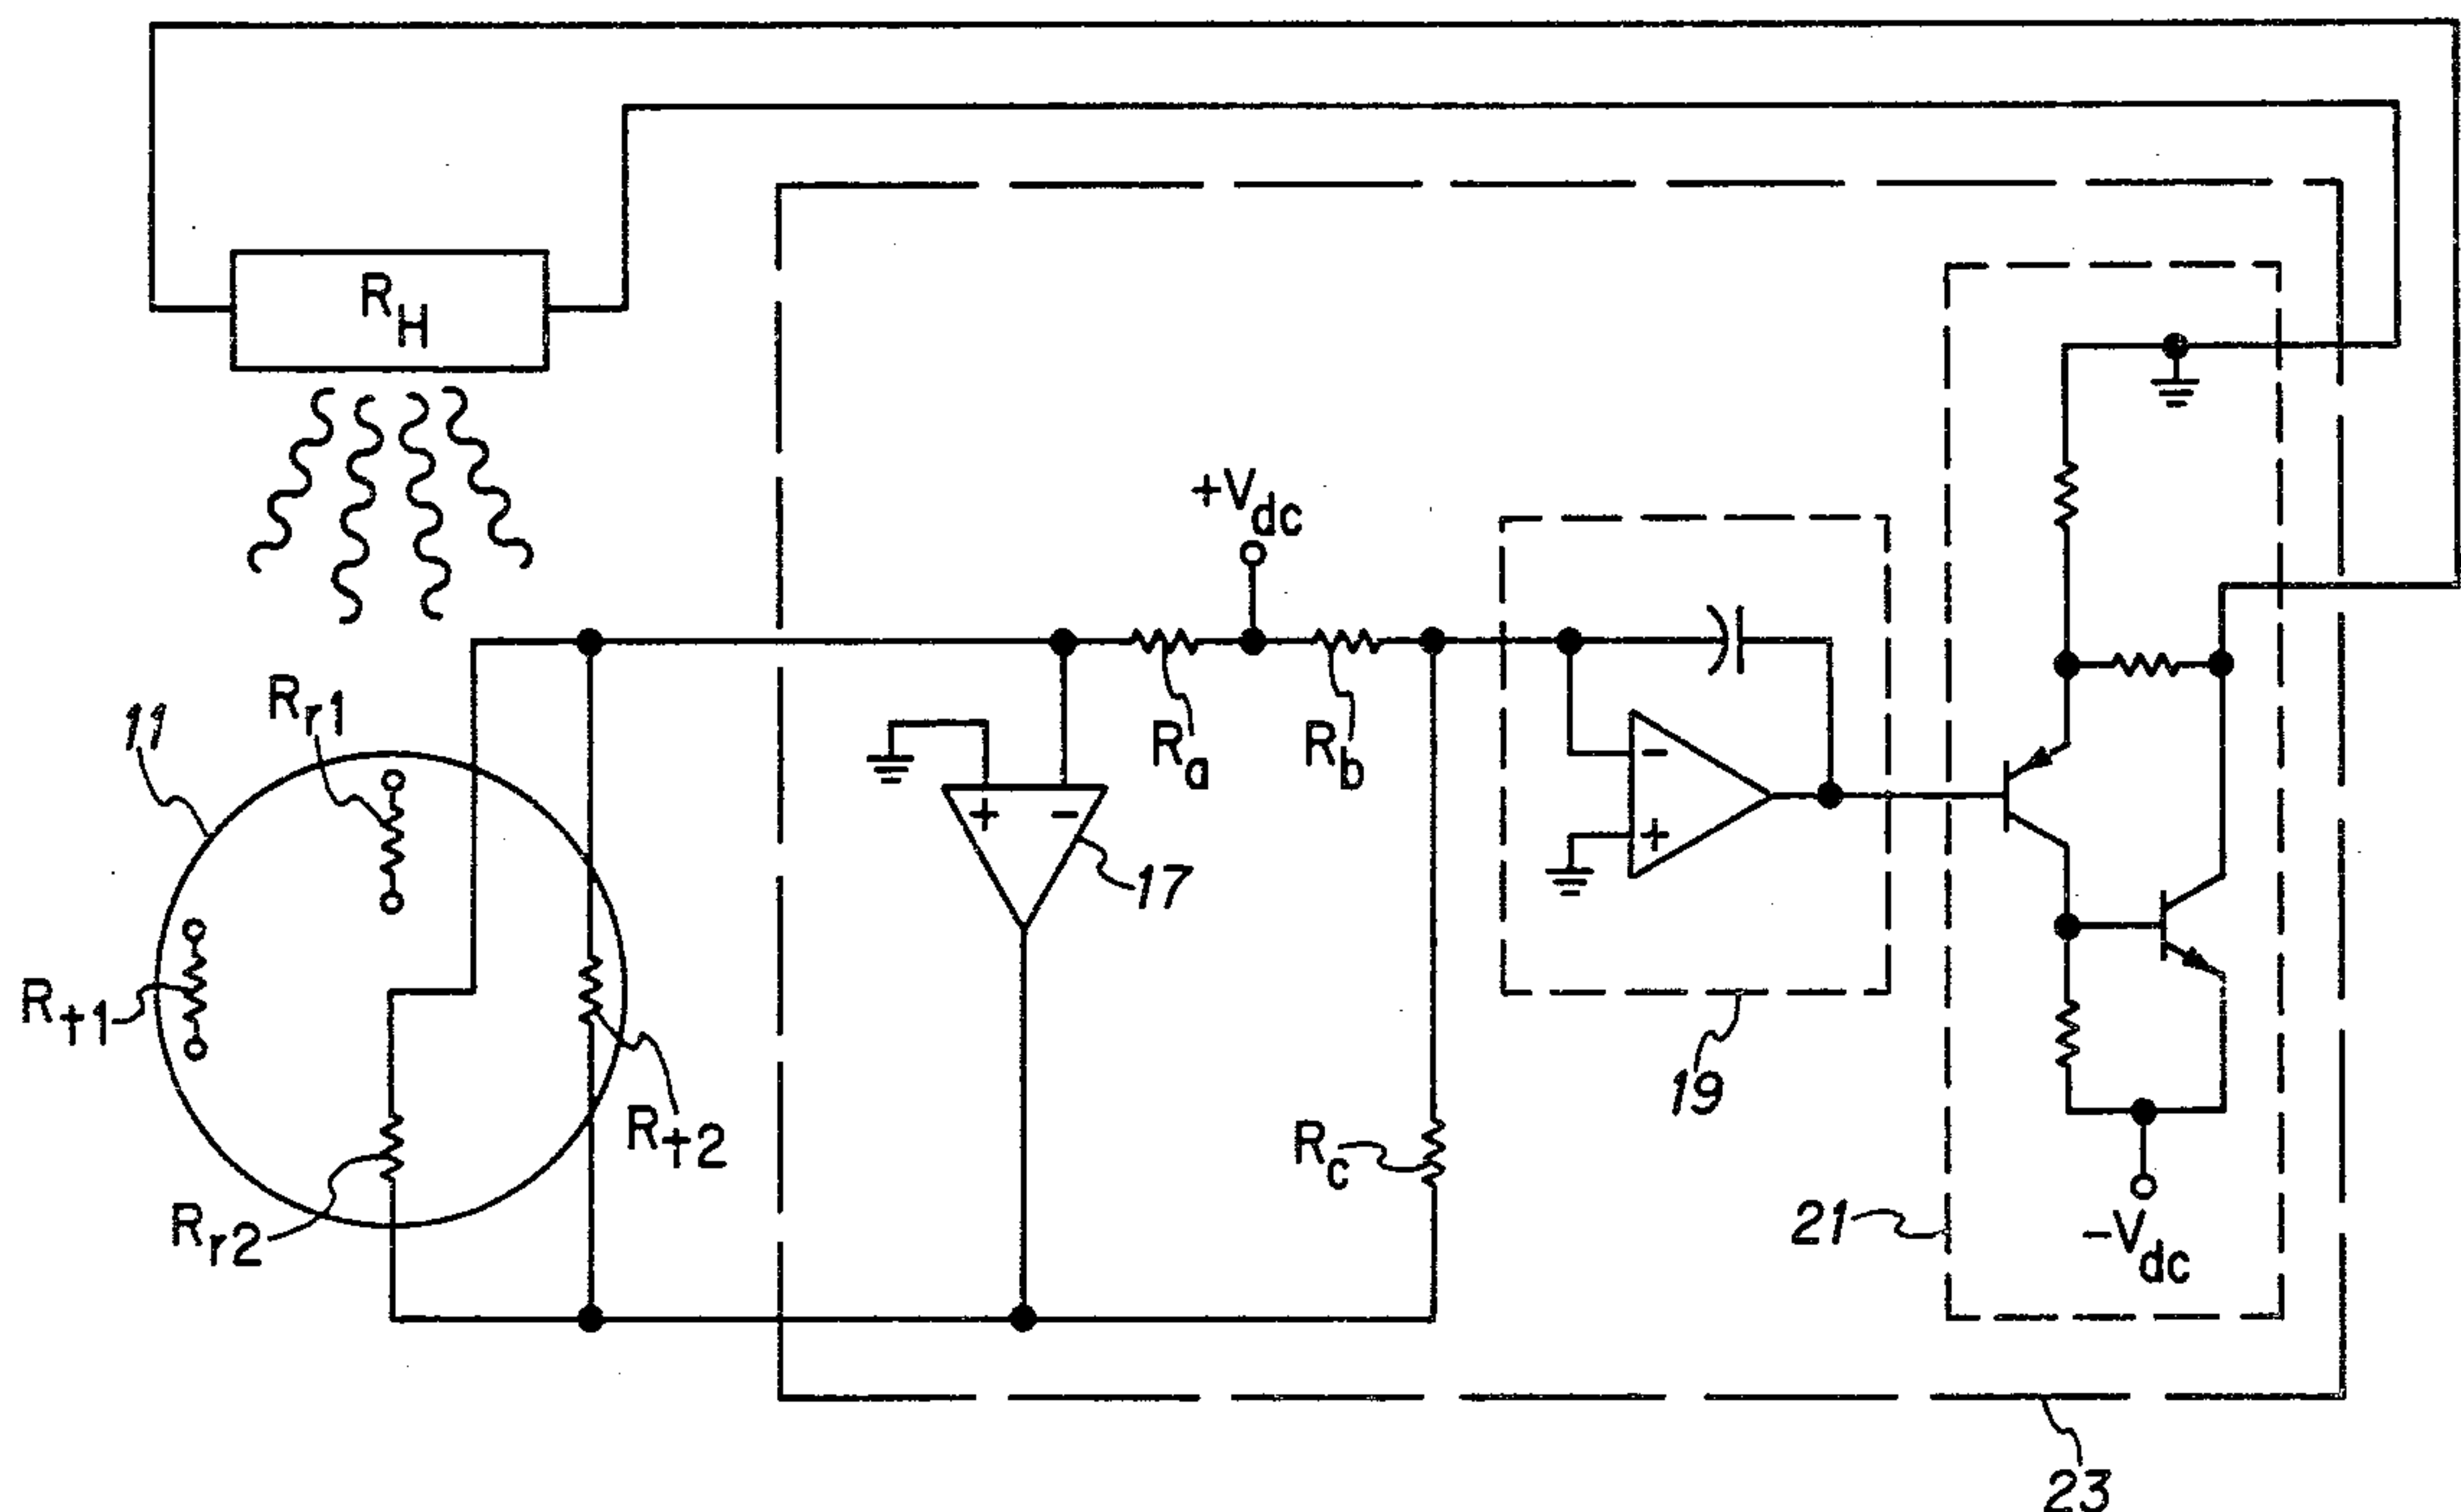 R_H
+V_dc
11
R_r1
R_a
R_b
+
-
-
+
17
R_t1
R_t2
R_c
19
R_r2
21
-V_dc
23